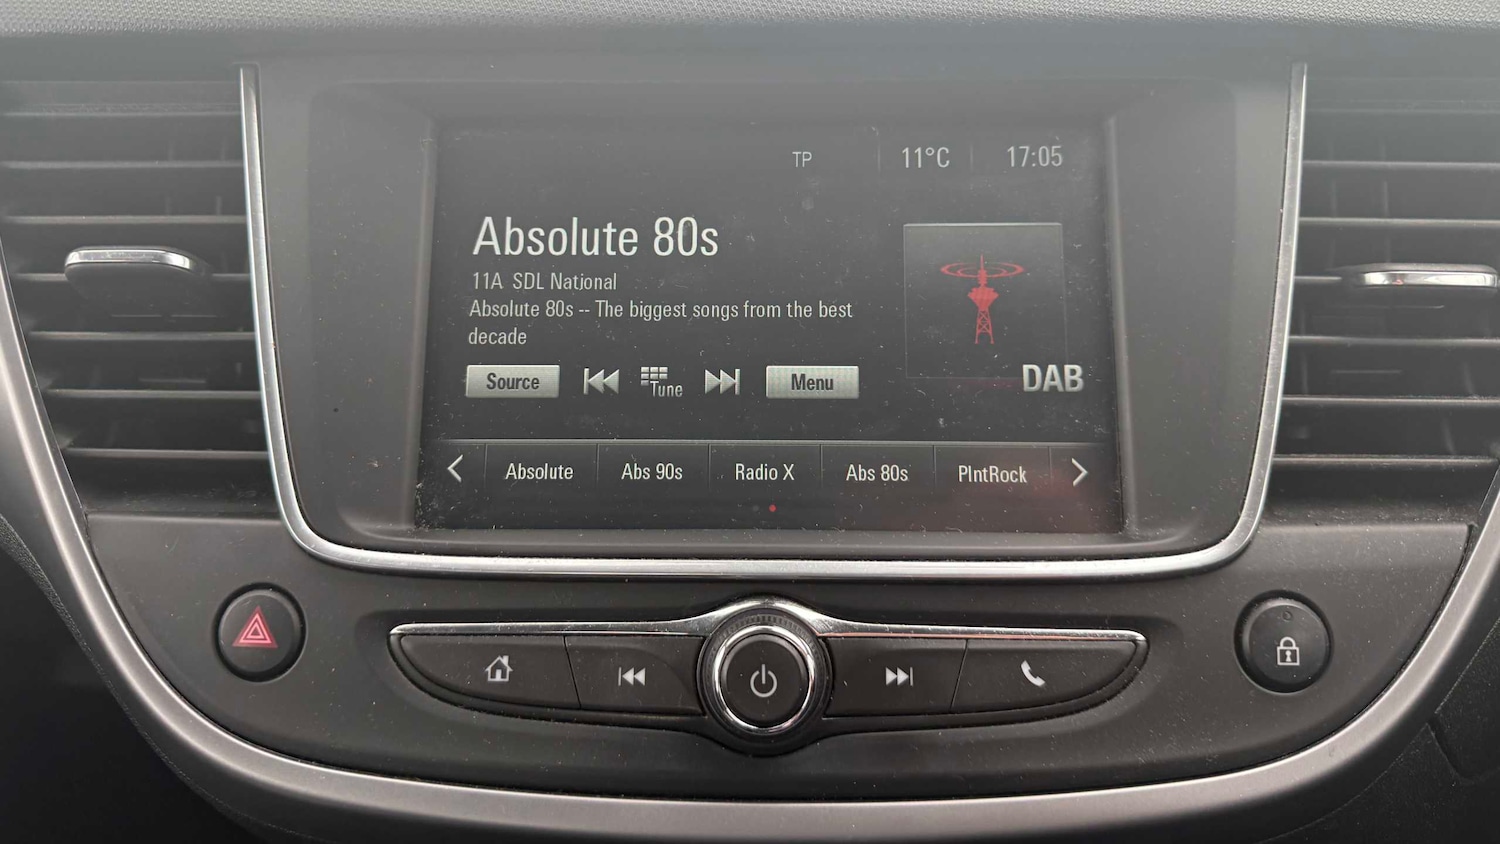 TP 11°C 17:05
Absolute 80s
11A SDL National
Absolute 80s -- The biggest songs from the best
decade
Source Tune Menu
DAB
Absolute Abs 90s Radio X Abs 80s PlntRock